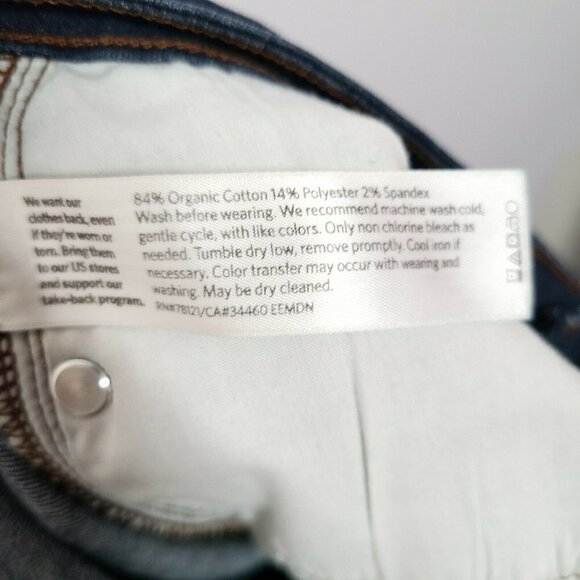 We want our
clothes back, even
if they're worn or
torn. Bring them
to our US stores
and support our
take-back program.
84% Organic Cotton 14% Polyester 2% Spandex
Wash before wearing. We recommend machine wash cold,
gentle cycle, with like colors. Only non chlorine bleach as
needed. Tumble dry low, remove promptly. Cool iron if
necessary. Color transfer may occur with wearing and
washing. May be dry cleaned.
RN#78121/CA#34460 EEMDN